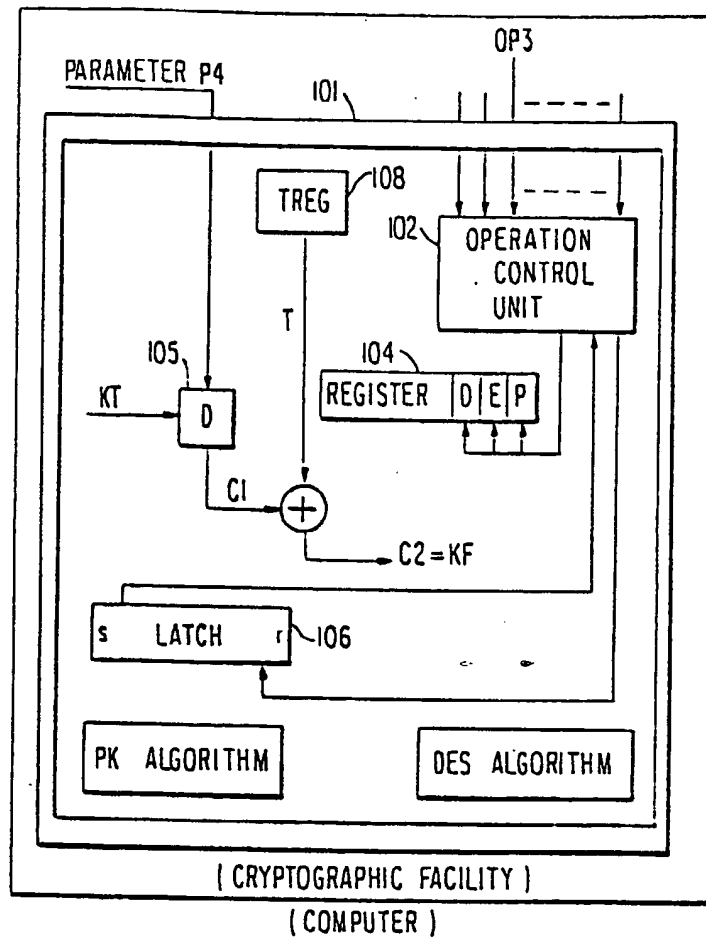 OP3
PARAMETER P4
101
108
TREG
102
OPERATION
CONTROL
UNIT
T
104
105
REGISTER D E P
KT
D
C1
+
C2=KF
s LATCH r
106
PK ALGORITHM
DES ALGORITHM
(CRYPTOGRAPHIC FACILITY)
(COMPUTER)